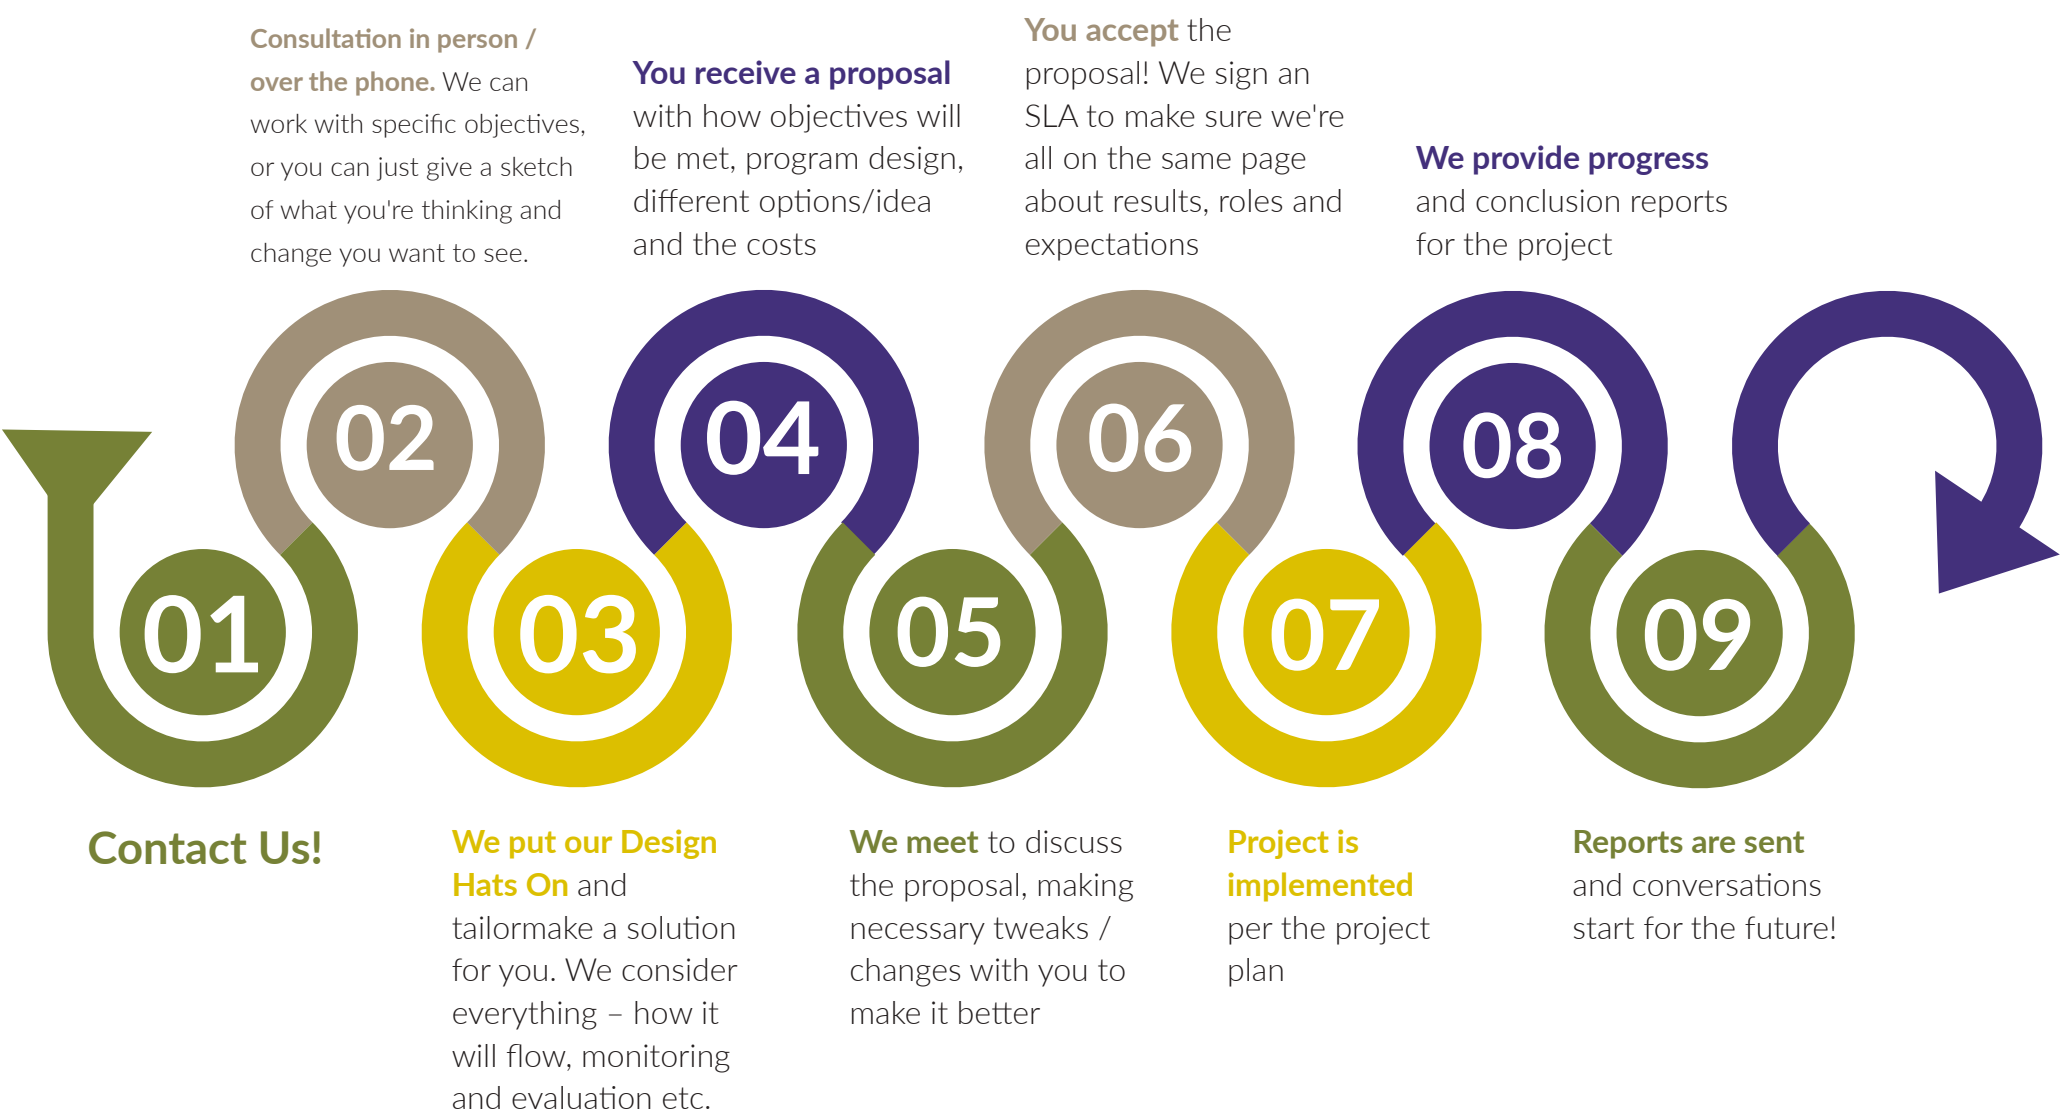 01
Contact Us!
02
Consultation in person /
over the phone. We can
work with specific objectives,
or you can just give a sketch
of what you're thinking and
change you want to see.
03
We put our Design
Hats On and
tailormake a solution
for you. We consider
everything – how it
will flow, monitoring
and evaluation etc.
04
You receive a proposal
with how objectives will
be met, program design,
different options/idea
and the costs
05
We meet to discuss
the proposal, making
necessary tweaks /
changes with you to
make it better
06
You accept the
proposal! We sign an
SLA to make sure we're
all on the same page
about results, roles and
expectations
07
Project is
implemented
per the project
plan
08
We provide progress
and conclusion reports
for the project
09
Reports are sent
and conversations
start for the future!